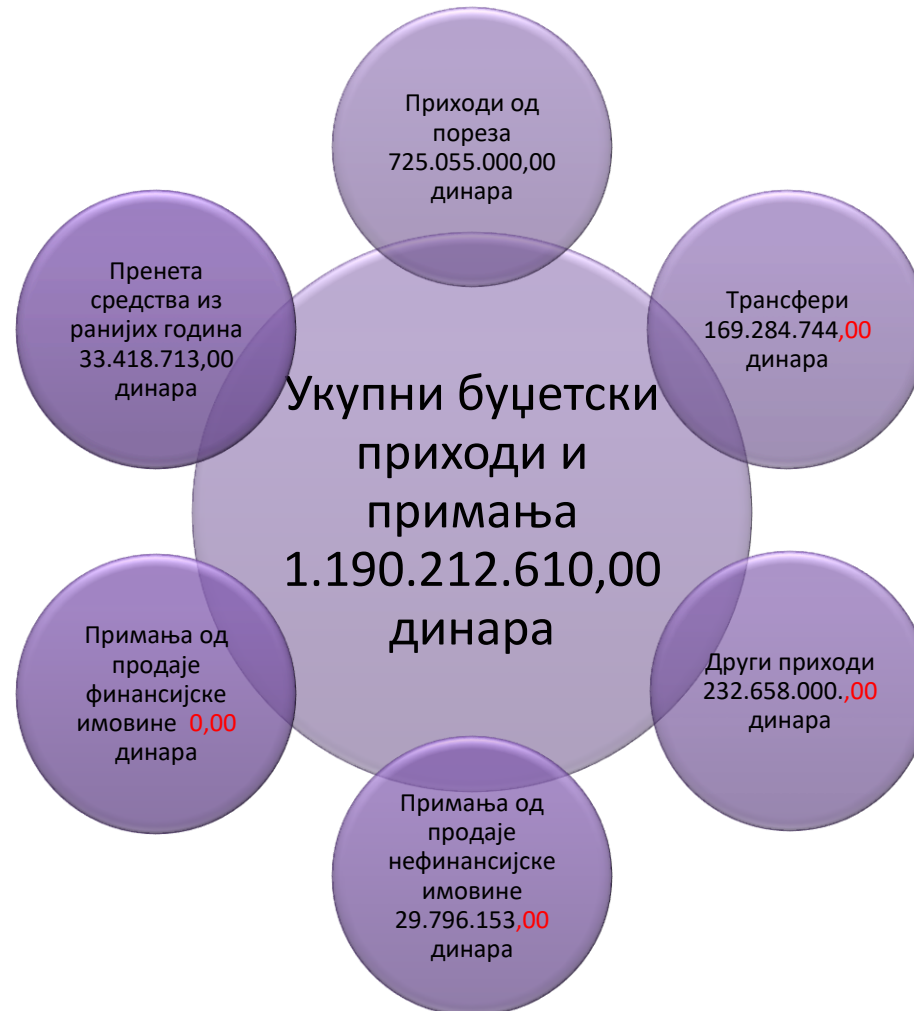 Приходи од
пореза
725.055.000,00
динара
Трансфери
169.284.744,00
динара
Други приходи
232.658.000.,00
динара
Примања од
продаје
нефинансијске
имовине
29.796.153,00
динара
Примања од
продаје
финансијске
имовине 0,00
динара
Пренета
средства из
ранијих година
33.418.713,00
динара
Укупни буџетски
приходи и
примања
1.190.212.610,00
динара